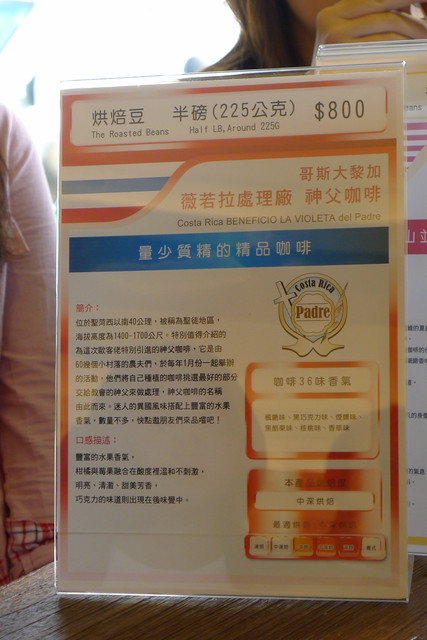 烘焙豆 半磅(225公克) $800
The Roasted Beans Half LB, Around 225G
哥斯大黎加
薇若拉處理廠 神父咖啡
Costa Rica BENEFICIO LA VIOLETA del Padre
量少質精的精品咖啡
Costa Rica
Padre
簡介：
位於聖荷西以南40公理，被稱為聖徒地區，
海拔高度為1400-1700公尺。特別值得介紹的
為這次歐客佬特別引進的神父咖啡，它是由
60幾個小村落的農夫們，於每年1月份一起舉辦
的活動，他們將自己種植的咖啡挑選最好的部分
交給教會的神父來做處理，神父咖啡的名稱
由此而來。迷人的異國風味搭配上豐富的水果
香氣，數量不多，快點邀朋友們來品嚐吧！
口感描述：
豐富的水果香氣，
柑橘與莓果融合在酸度裡溫和不刺激，
明亮、清澈、甜美芳香，
巧克力的味道則出現在後味覺中。
咖啡36味香氣
中深烘焙